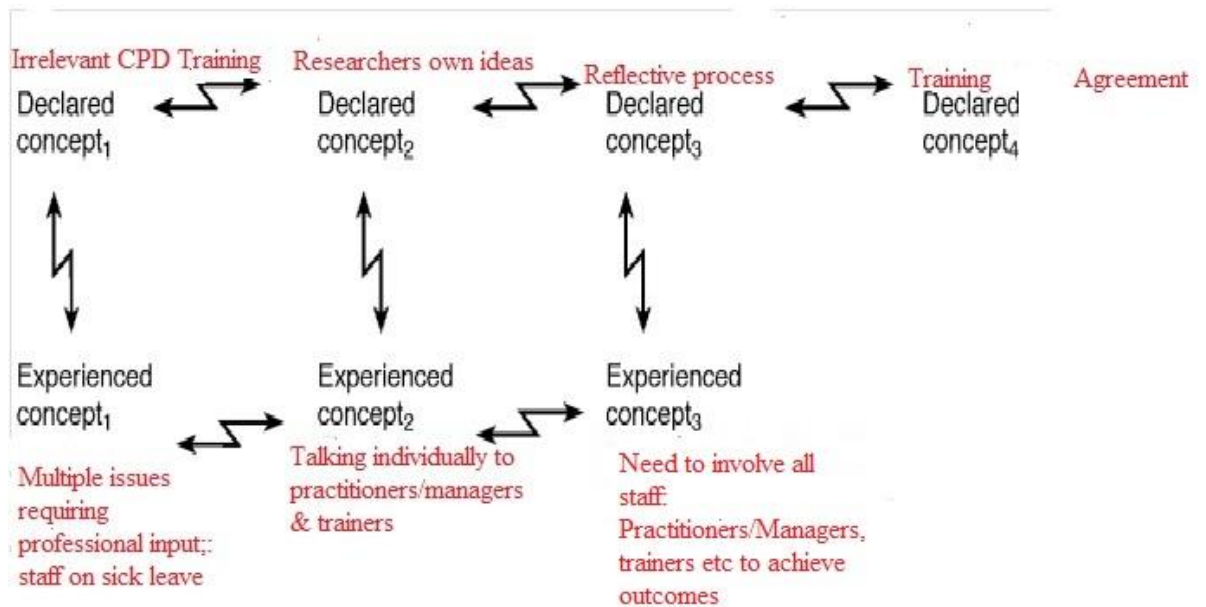 Irrelevant CPD Training
Researchers own ideas
Reflective process
Training Agreement
Declared
concept₁
Declared
concept₂
Declared
concept₃
Declared
concept₄
Experienced
concept₁
Experienced
concept₂
Experienced
concept₃
Multiple issues
requiring
professional input;:
staff on sick leave
Talking individually to
practitioners/managers
& trainers
Need to involve all
staff:
Practitioners/Managers,
trainers etc to achieve
outcomes